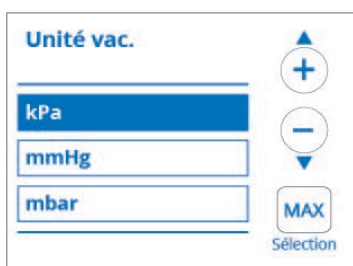 Unité vac.
+
kPa
−
mmHg
mbar
MAX
Sélection